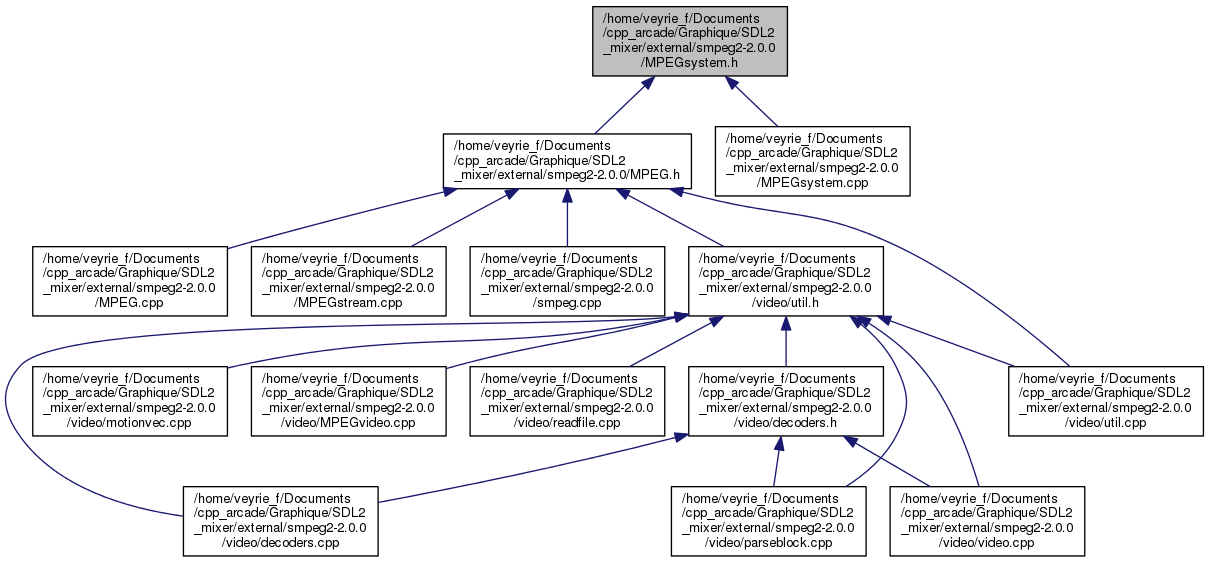 /home/veyrie_f/Documents
/cpp_arcade/Graphique/SDL2
_mixer/external/smpeg2-2.0.0
/MPEGsystem.h
/home/veyrie_f/Documents
/cpp_arcade/Graphique/SDL2
_mixer/external/smpeg2-2.0.0/MPEG.h
/home/veyrie_f/Documents
/cpp_arcade/Graphique/SDL2
_mixer/external/smpeg2-2.0.0
/MPEGsystem.cpp
/home/veyrie_f/Documents
/cpp_arcade/Graphique/SDL2
_mixer/external/smpeg2-2.0.0
/MPEG.cpp
/home/veyrie_f/Documents
/cpp_arcade/Graphique/SDL2
_mixer/external/smpeg2-2.0.0
/MPEGstream.cpp
/home/veyrie_f/Documents
/cpp_arcade/Graphique/SDL2
_mixer/external/smpeg2-2.0.0
/smpeg.cpp
/home/veyrie_f/Documents
/cpp_arcade/Graphique/SDL2
_mixer/external/smpeg2-2.0.0
/video/util.h
/home/veyrie_f/Documents
/cpp_arcade/Graphique/SDL2
_mixer/external/smpeg2-2.0.0
/video/motionvec.cpp
/home/veyrie_f/Documents
/cpp_arcade/Graphique/SDL2
_mixer/external/smpeg2-2.0.0
/video/MPEGvideo.cpp
/home/veyrie_f/Documents
/cpp_arcade/Graphique/SDL2
_mixer/external/smpeg2-2.0.0
/video/readfile.cpp
/home/veyrie_f/Documents
/cpp_arcade/Graphique/SDL2
_mixer/external/smpeg2-2.0.0
/video/decoders.h
/home/veyrie_f/Documents
/cpp_arcade/Graphique/SDL2
_mixer/external/smpeg2-2.0.0
/video/util.cpp
/home/veyrie_f/Documents
/cpp_arcade/Graphique/SDL2
_mixer/external/smpeg2-2.0.0
/video/decoders.cpp
/home/veyrie_f/Documents
/cpp_arcade/Graphique/SDL2
_mixer/external/smpeg2-2.0.0
/video/parseblock.cpp
/home/veyrie_f/Documents
/cpp_arcade/Graphique/SDL2
_mixer/external/smpeg2-2.0.0
/video/video.cpp